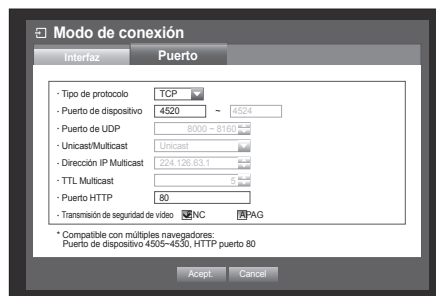 Modo de conexión
Interfaz Puerto
· Tipo de protocolo TCP
· Puerto de dispositivo 4520 ~ 4524
· Puerto de UDP 8000 ~ 8160
· Unicast/Multicast Unicast
· Dirección IP Multicast 224.126.63.1
· TTL Multicast 5
· Puerto HTTP 80
· Transmisión de seguridad de vídeo ENC APAG
* Compatible con múltiples navegadores:
Puerto de dispositivo 4505~4530, HTTP puerto 80
Acept. Cancel